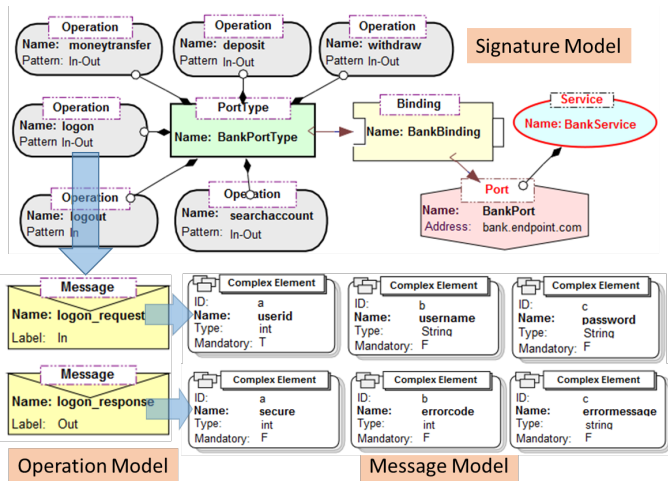 Operation
Name: moneytransfer
Pattern: In-Out
Operation
Name: deposit
Pattern: In-Out
Operation
Name: withdraw
Pattern: In-Out
Signature Model
Operation
Name: logon
Pattern In-Out
PortType
Name: BankPortType
Binding
Name: BankBinding
Service
Name: BankService
Operation
Name: logout
Pattern In
Operation
Name: searchaccount
Pattern: In-Out
Port
Name: BankPort
Address: bank.endpoint.com
Message
Name: logon_request
Label: In
Complex Element
ID: a
Name: userid
Type: int
Mandatory: T
Complex Element
ID: b
Name: username
Type: String
Mandatory: F
Complex Element
ID: c
Name: password
Type: String
Mandatory: F
Message
Name: logon_response
Label: Out
Complex Element
ID: a
Name: secure
Type: int
Mandatory: F
Complex Element
ID: b
Name: errorcode
Type: int
Mandatory: F
Complex Element
ID: c
Name: errormessage
Type: string
Mandatory: F
Operation Model
Message Model